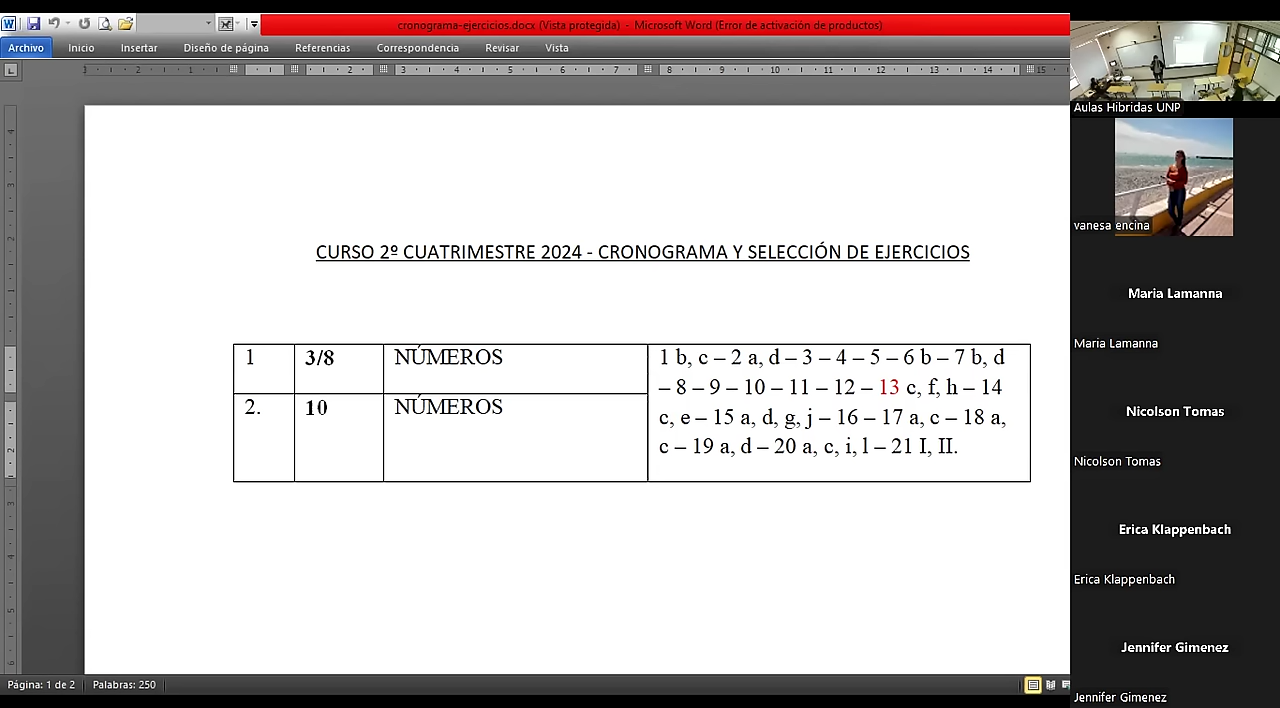 cronograma-ejercicios.docx (Vista protegida) - Microsoft Word (Error de activación de productos)
Archivo Inicio Insertar Diseño de página Referencias Correspondencia Revisar Vista
CURSO 2º CUATRIMESTRE 2024 - CRONOGRAMA Y SELECCIÓN DE EJERCICIOS
1 3/8 NÚMEROS
2. 10 NÚMEROS
1 b, c – 2 a, d – 3 – 4 – 5 – 6 b – 7 b, d
– 8 – 9 – 10 – 11 – 12 – 13 c, f, h – 14
c, e – 15 a, d, g, j – 16 – 17 a, c – 18 a,
c – 19 a, d – 20 a, c, i, l – 21 I, II.
Página: 1 de 2 Palabras: 250
Aulas Hibridas UNP
vanesa encina
Maria Lamanna
Maria Lamanna
Nicolson Tomas
Nicolson Tomas
Erica Klappenbach
Erica Klappenbach
Jennifer Gimenez
Jennifer Gimenez